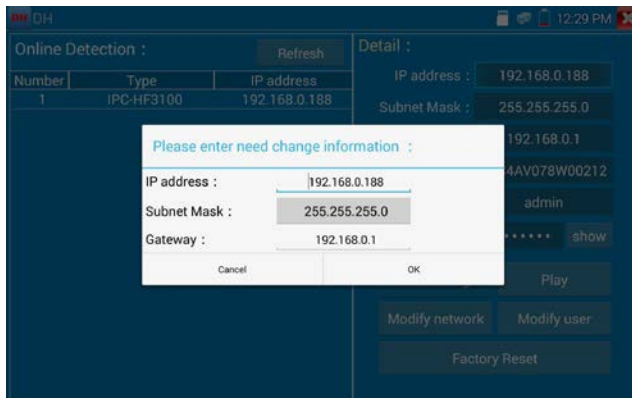 DH DH 12:29 PM
Online Detection : Refresh
Number Type IP address
1 IPC-HF3100 192.168.0.188
Detail :
IP address : 192.168.0.188
Subnet Mask : 255.255.255.0
192.168.0.1
4AV078W00212
admin
show
Play
Modify network Modify user
Factory Reset
Please enter need change information :
IP address : 192.168.0.188
Subnet Mask : 255.255.255.0
Gateway : 192.168.0.1
Cancel OK